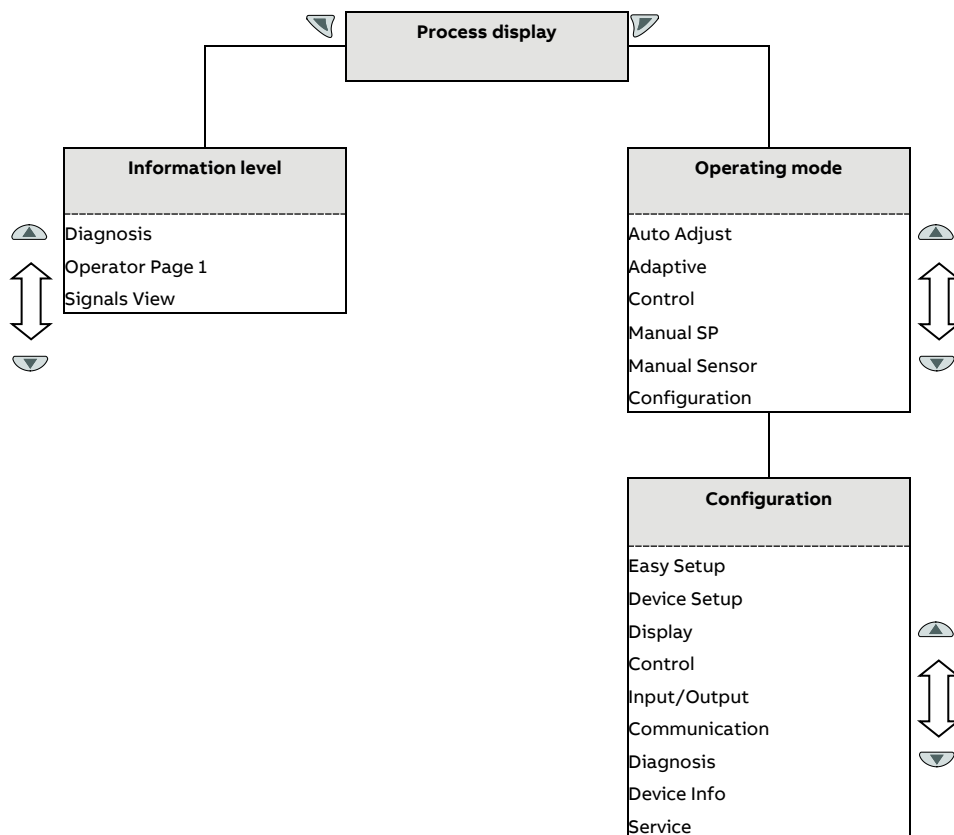 Process display
Information level
Diagnosis
Operator Page 1
Signals View
Operating mode
Auto Adjust
Adaptive
Control
Manual SP
Manual Sensor
Configuration
Configuration
Easy Setup
Device Setup
Display
Control
Input/Output
Communication
Diagnosis
Device Info
Service